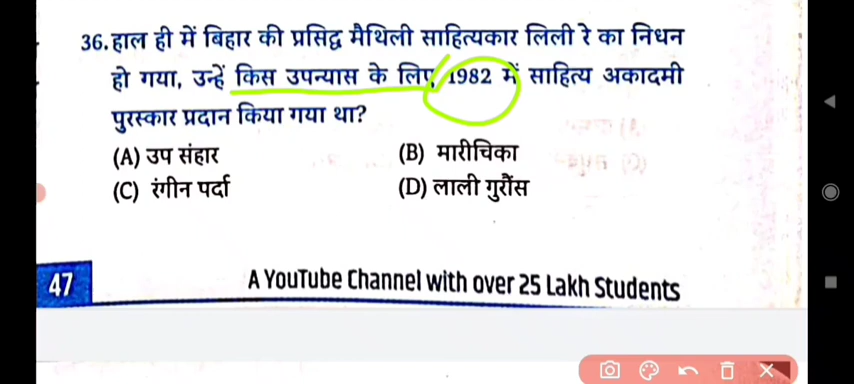 36. हाल ही में बिहार की प्रसिद्ध मैथिली साहित्यकार लिली रे का निधन
हो गया, उन्हें किस उपन्यास के लिए 1982 में साहित्य अकादमी
पुरस्कार प्रदान किया गया था?
(A) उप संहार (B) मारीचिका
(C) रंगीन पर्दा (D) लाली गुरौंस
47 A YouTube Channel with over 25 Lakh Students